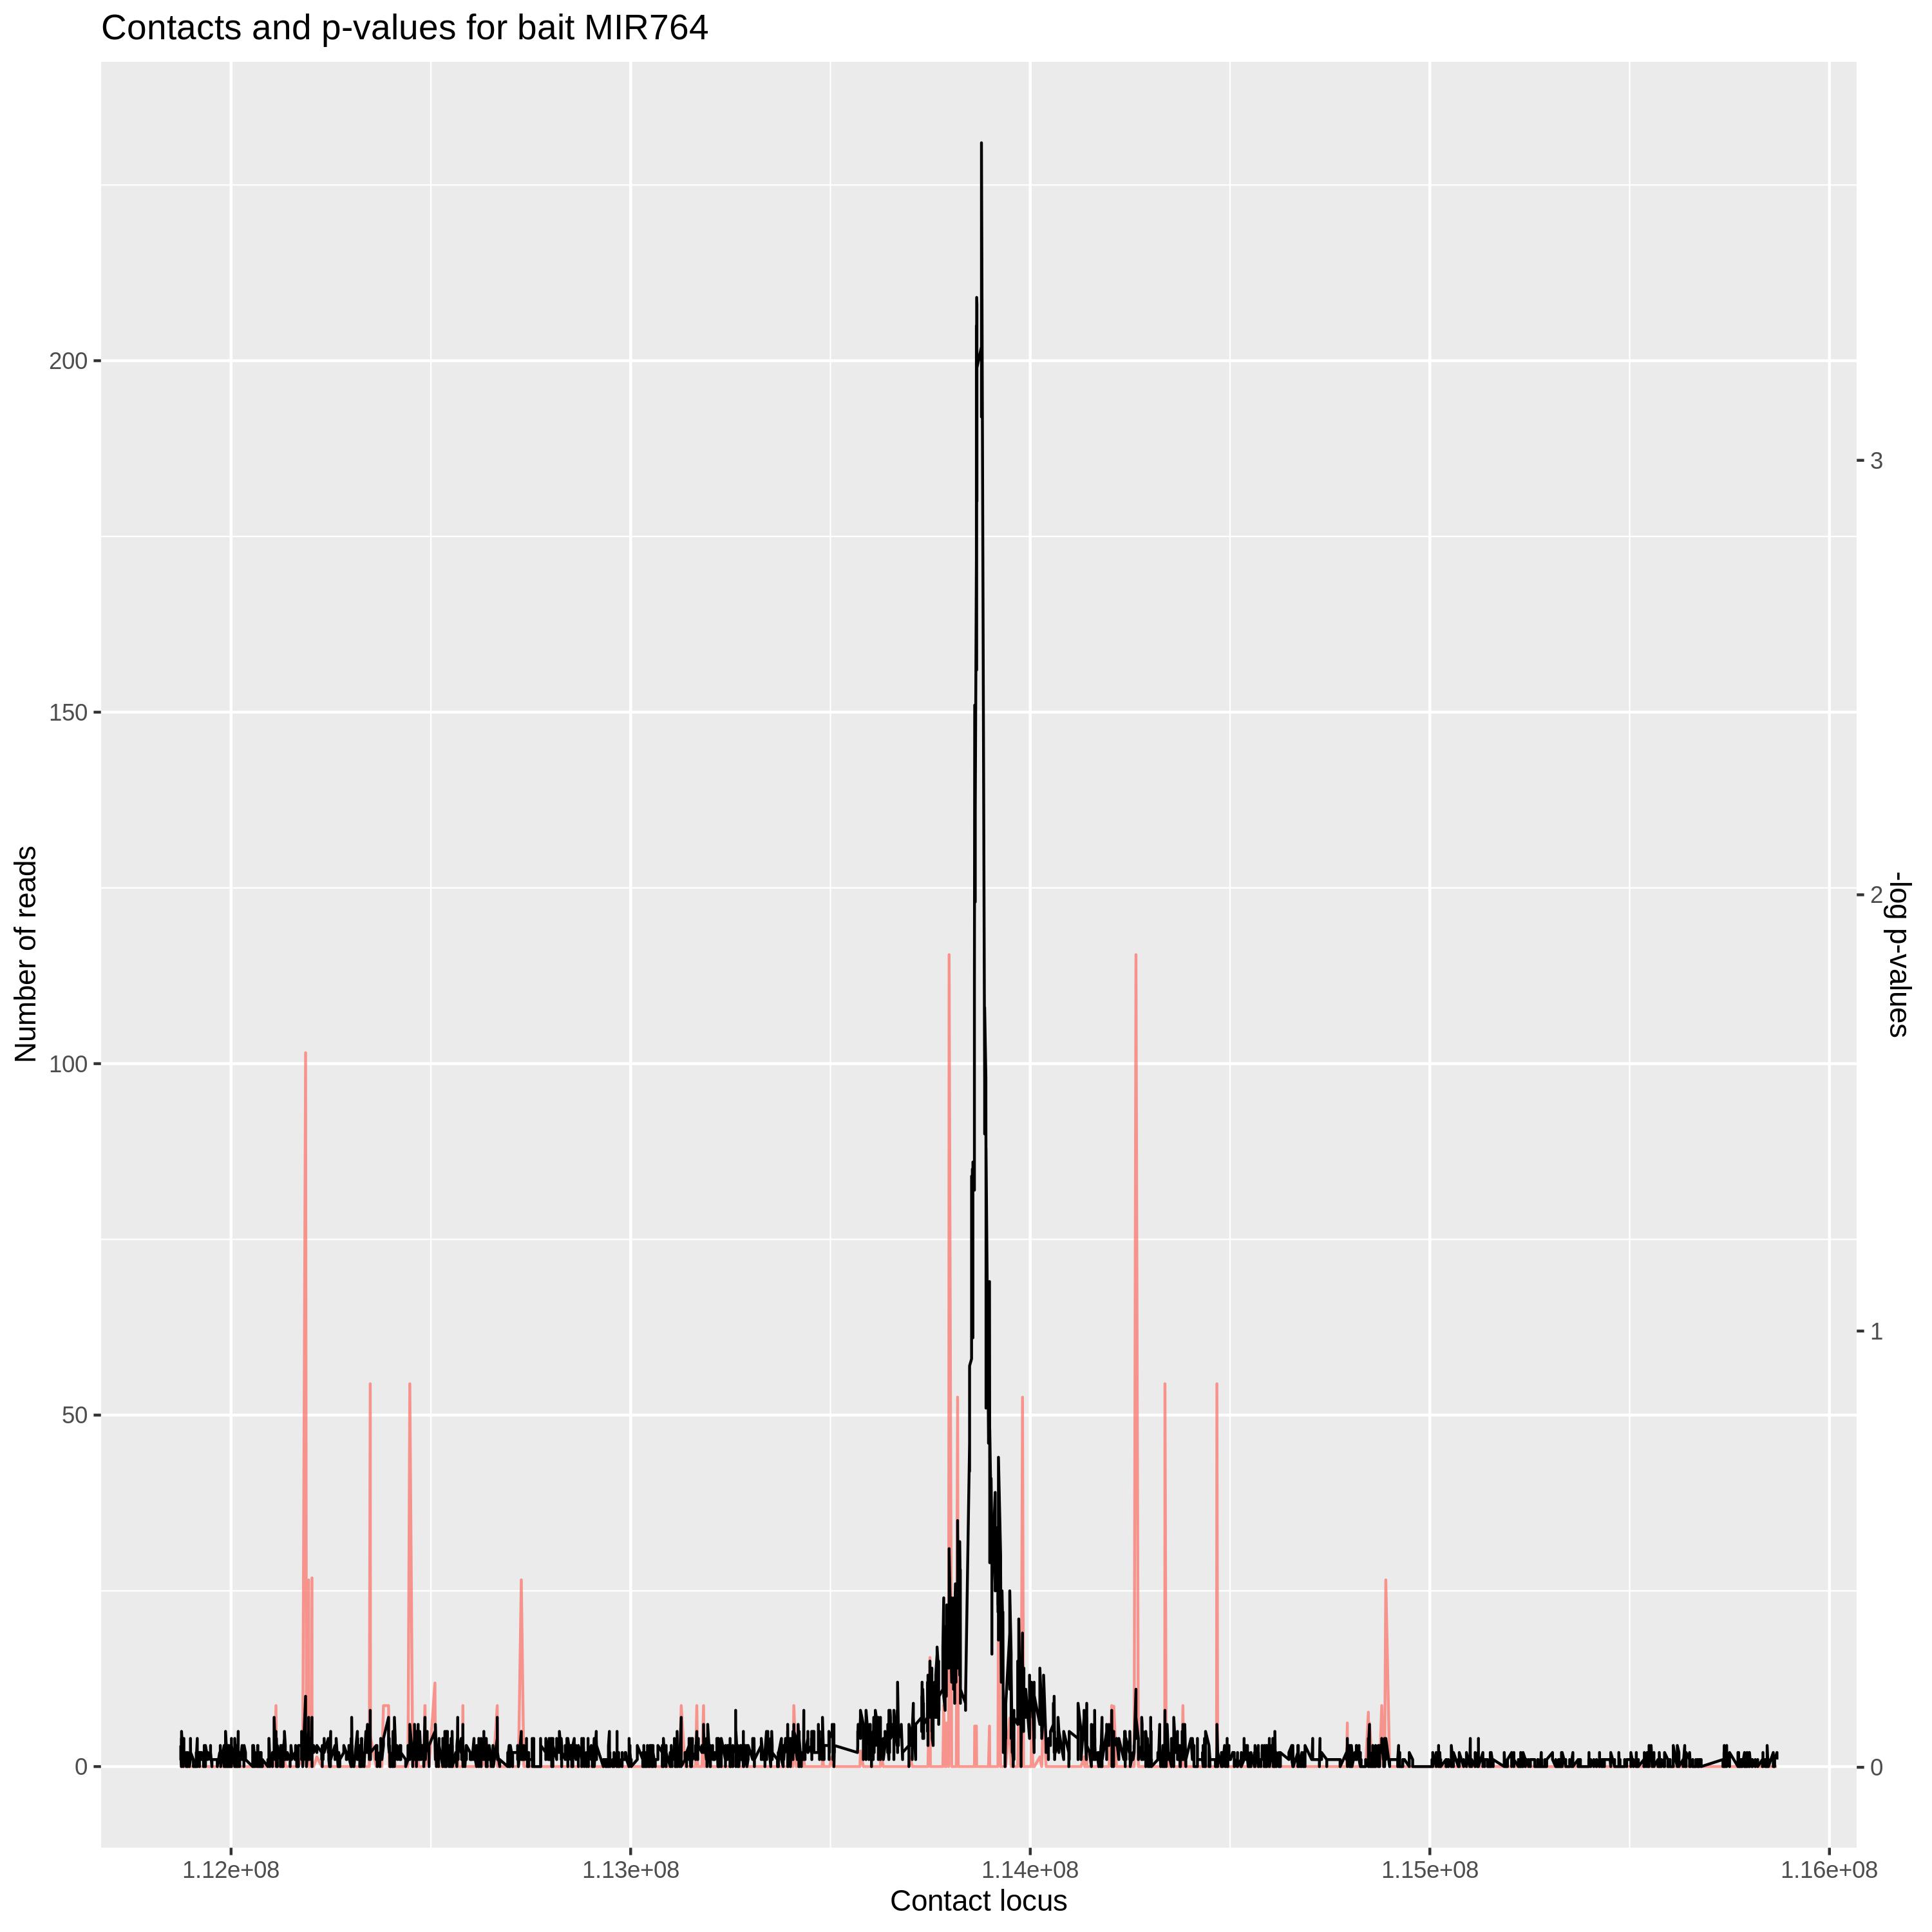 Contacts and p-values for bait MIR764
Number of reads
200
150
100
50
0
3
2
1
0
-log p-values
1.12e+08
1.13e+08
1.14e+08
1.15e+08
1.16e+08
Contact locus